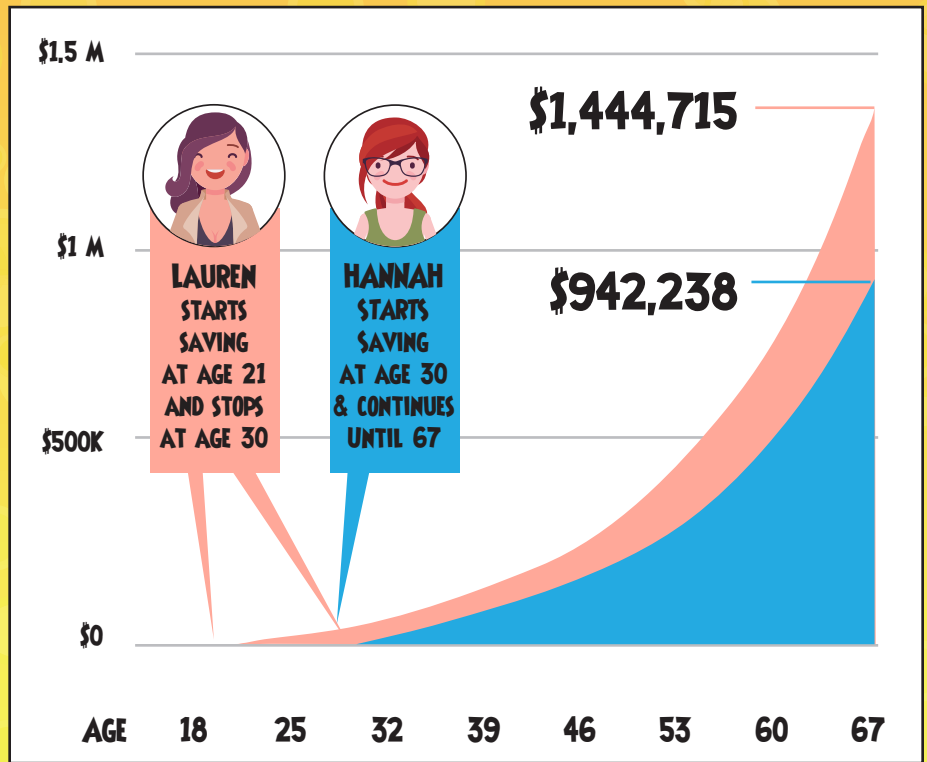 $1.5 M
$1,444,715
$1 M
LAUREN
STARTS
SAVING
AT AGE 21
AND STOPS
AT AGE 30
HANNAH
STARTS
SAVING
AT AGE 30
& CONTINUES
UNTIL 67
$942,238
$500K
$0
AGE 18 25 32 39 46 53 60 67